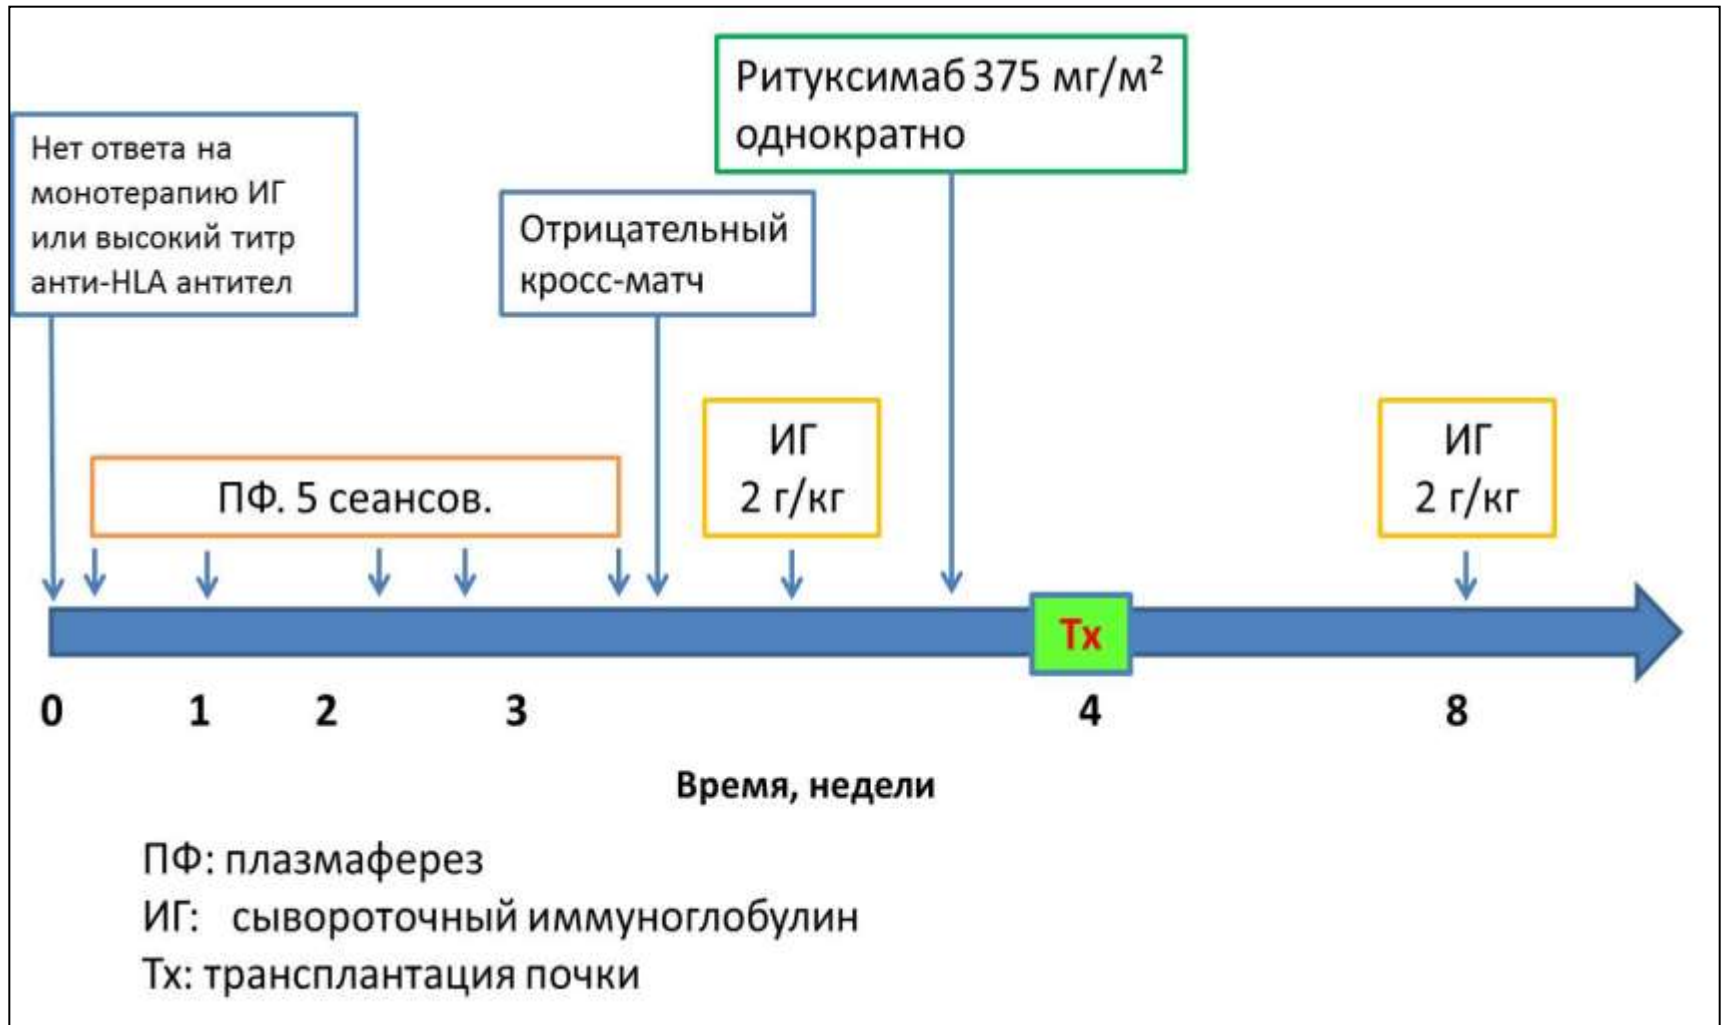 Ритуксимаб 375 мг/м²
однократно
Нет ответа на
монотерапию ИГ
или высокий титр
анти-HLA антител
Отрицательный
кросс-матч
ПФ. 5 сеансов.
ИГ
2 г/кг
ИГ
2 г/кг
Tx
0 1 2 3 4 8
Время, недели
ПФ: плазмаферез
ИГ: сывороточный иммуноглобулин
Tx: трансплантация почки